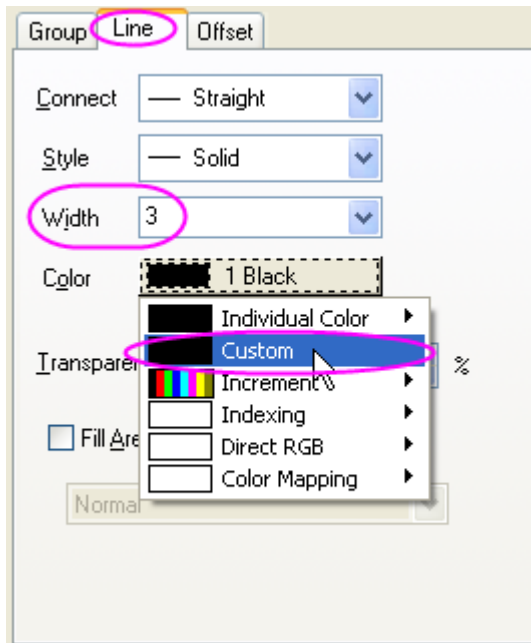 Group Line Offset
Connect — Straight
Style — Solid
Width 3
Color 1 Black
Individual Color
Custom
Increment
Indexing
Direct RGB
Color Mapping
%